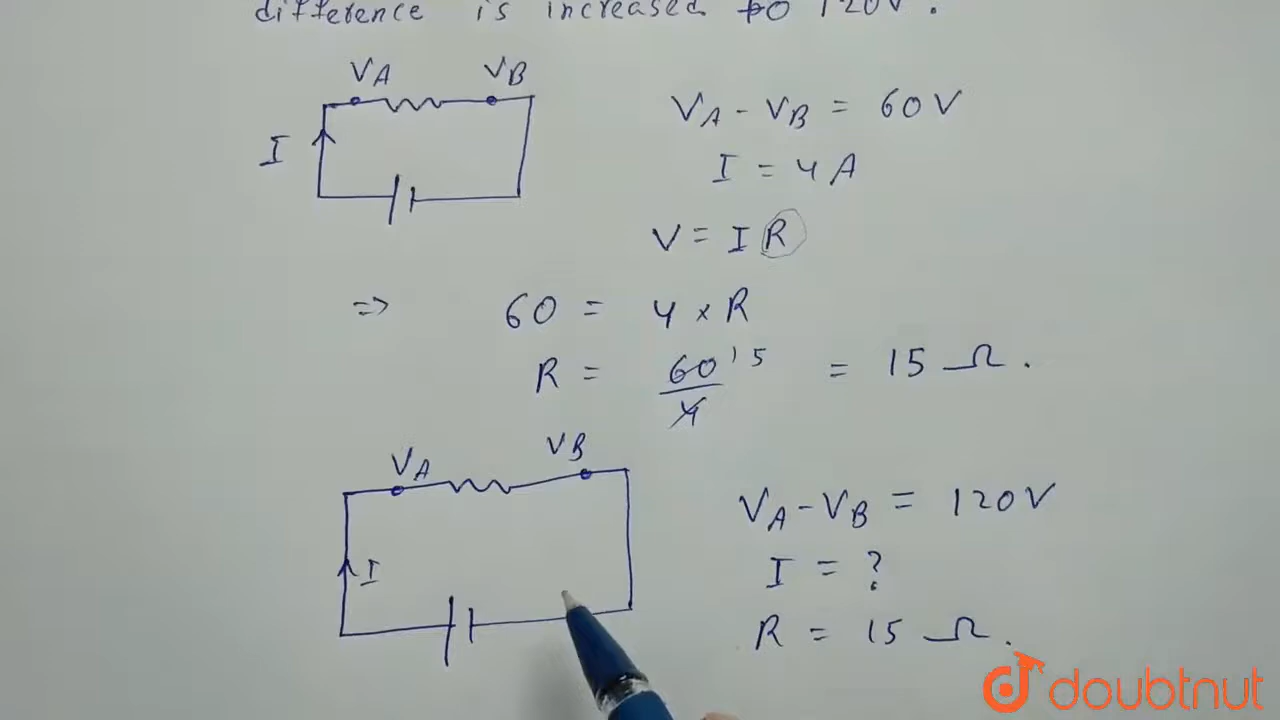 difference is increased to 120V.
VA VB
I
VA - VB = 60V
I = 4A
V = IR
=> 60 = 4 × R
R = 60/4 15 = 15 Ω.
VA VB
I
VA - VB = 120V
I = ?
R = 15 Ω.
doubtnut